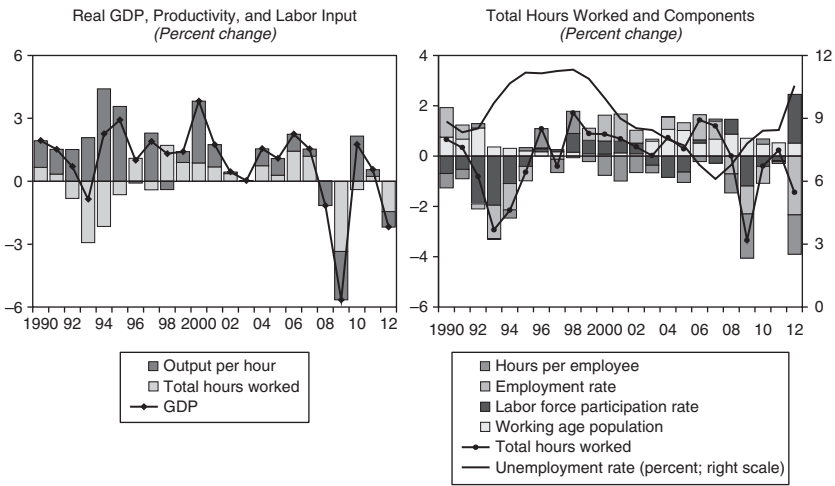 Real GDP, Productivity, and Labor Input
(Percent change)
6
3
0
−3
−6
1990 92 94 96 98 2000 02 04 06 08 10 12
Output per hour
Total hours worked
GDP
Total Hours Worked and Components
(Percent change)
4 12
2 9
0 6
−2
−4 3
−6 0
1990 92 94 96 98 2000 02 04 06 08 10 12
Hours per employee
Employment rate
Labor force participation rate
Working age population
Total hours worked
Unemployment rate (percent; right scale)